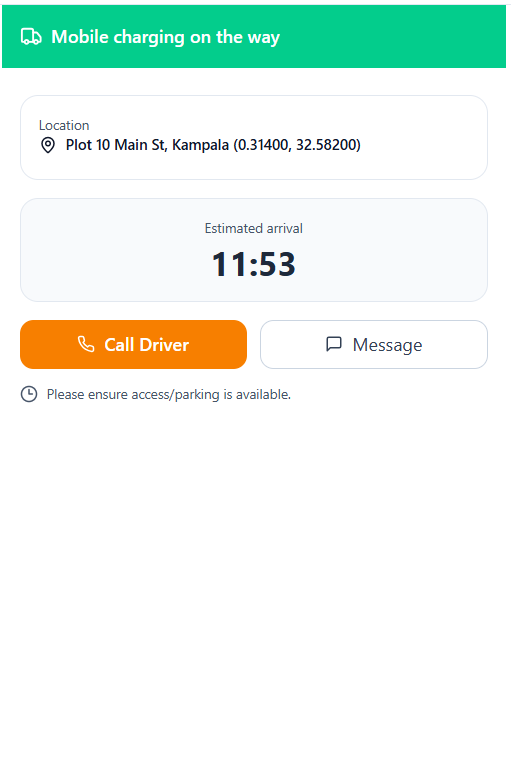 Mobile charging on the way
Location
Plot 10 Main St, Kampala (0.31400, 32.58200)
Estimated arrival
11:53
Call Driver
Message
Please ensure access/parking is available.